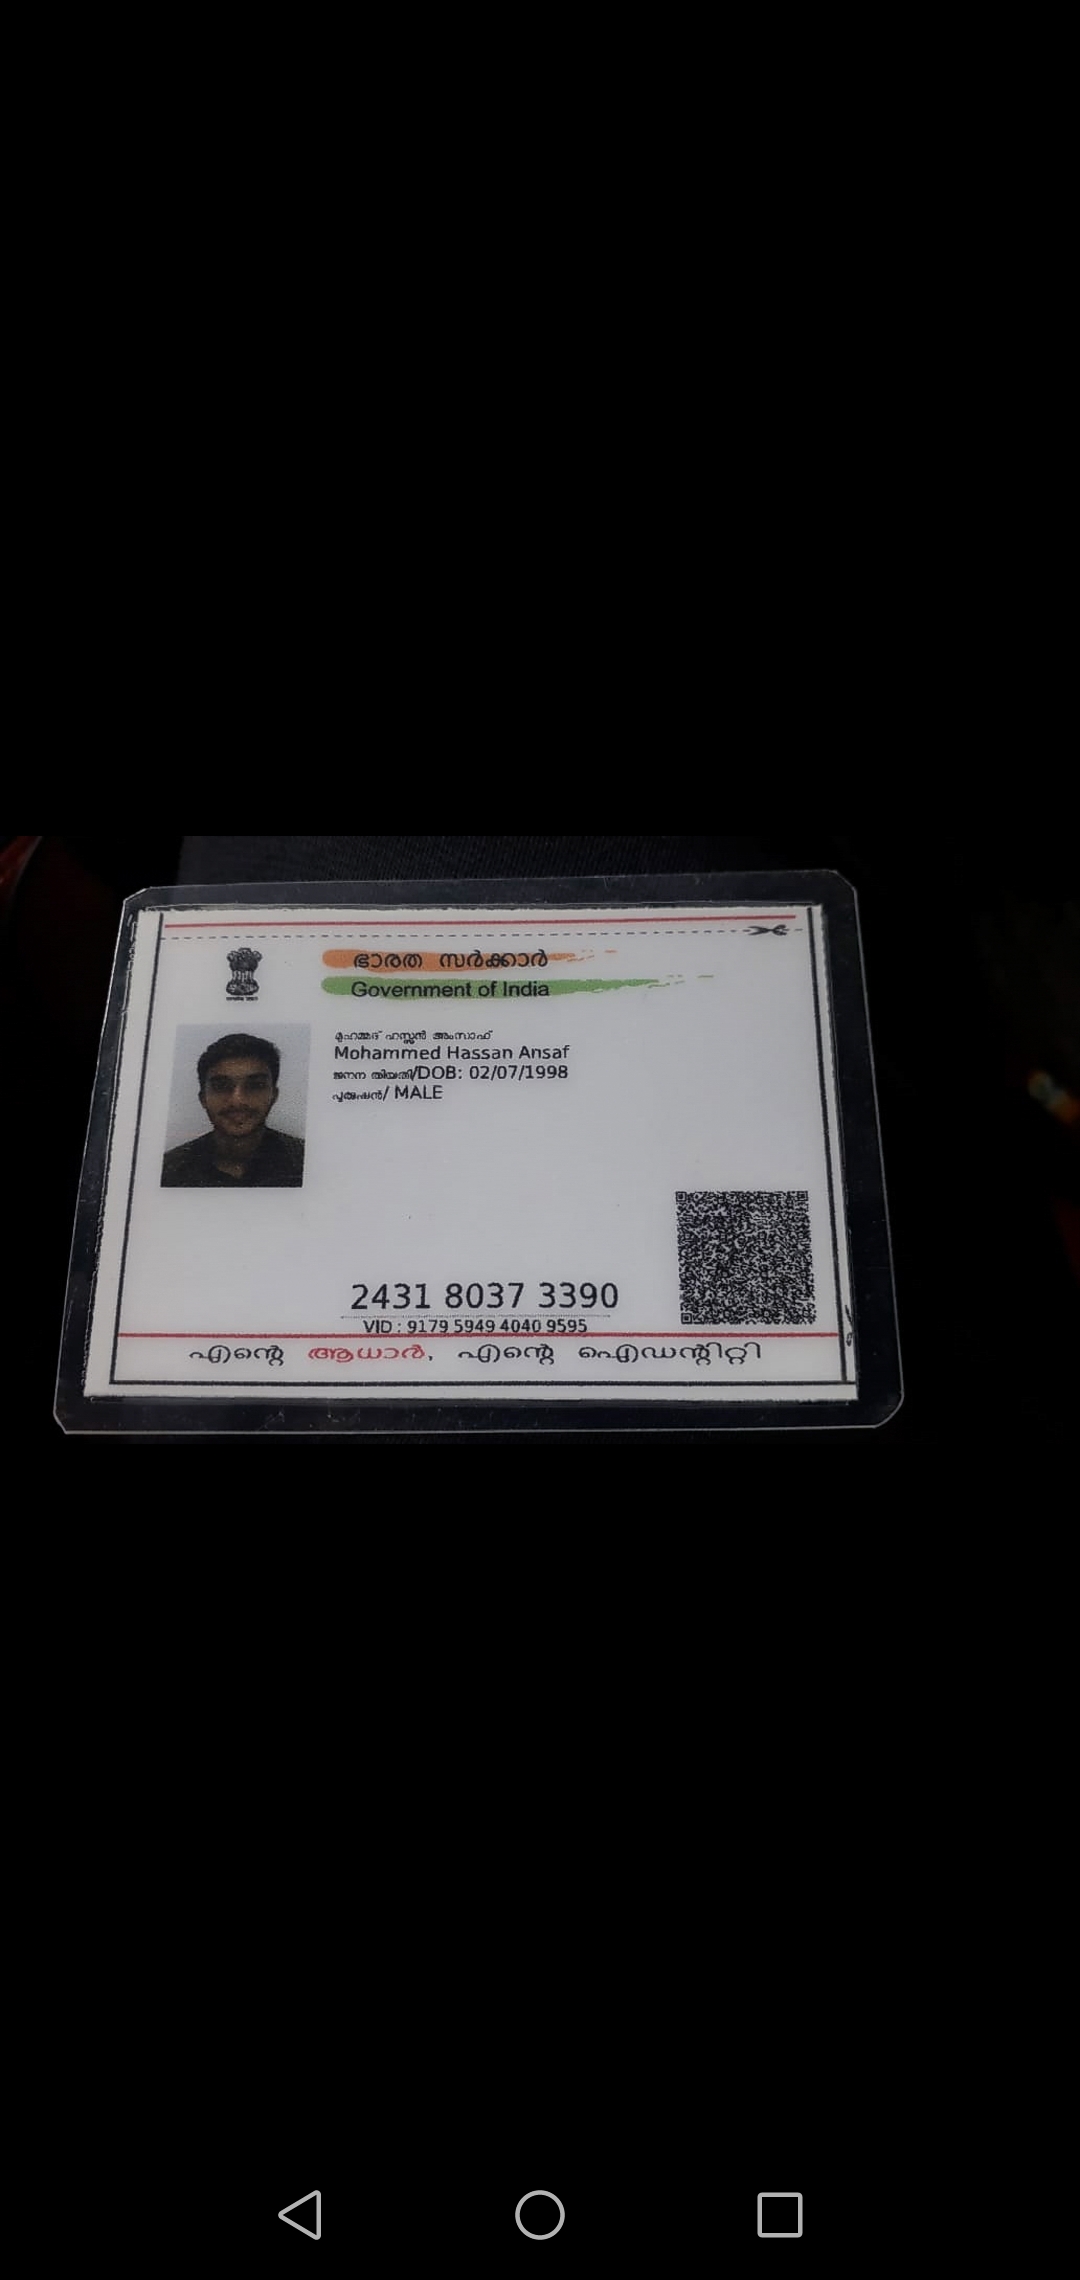 ഭാരത സർക്കാർ
Government of India
മുഹമ്മദ് ഹസ്സൻ അംസാഫ്
Mohammed Hassan Ansaf
ജനന തിയതി/DOB: 02/07/1998
പുരുഷൻ/ MALE
2431 8037 3390
VID : 9179 5949 4040 9595
എന്റെ ആധാർ, എന്റെ ഐഡന്റിറ്റി